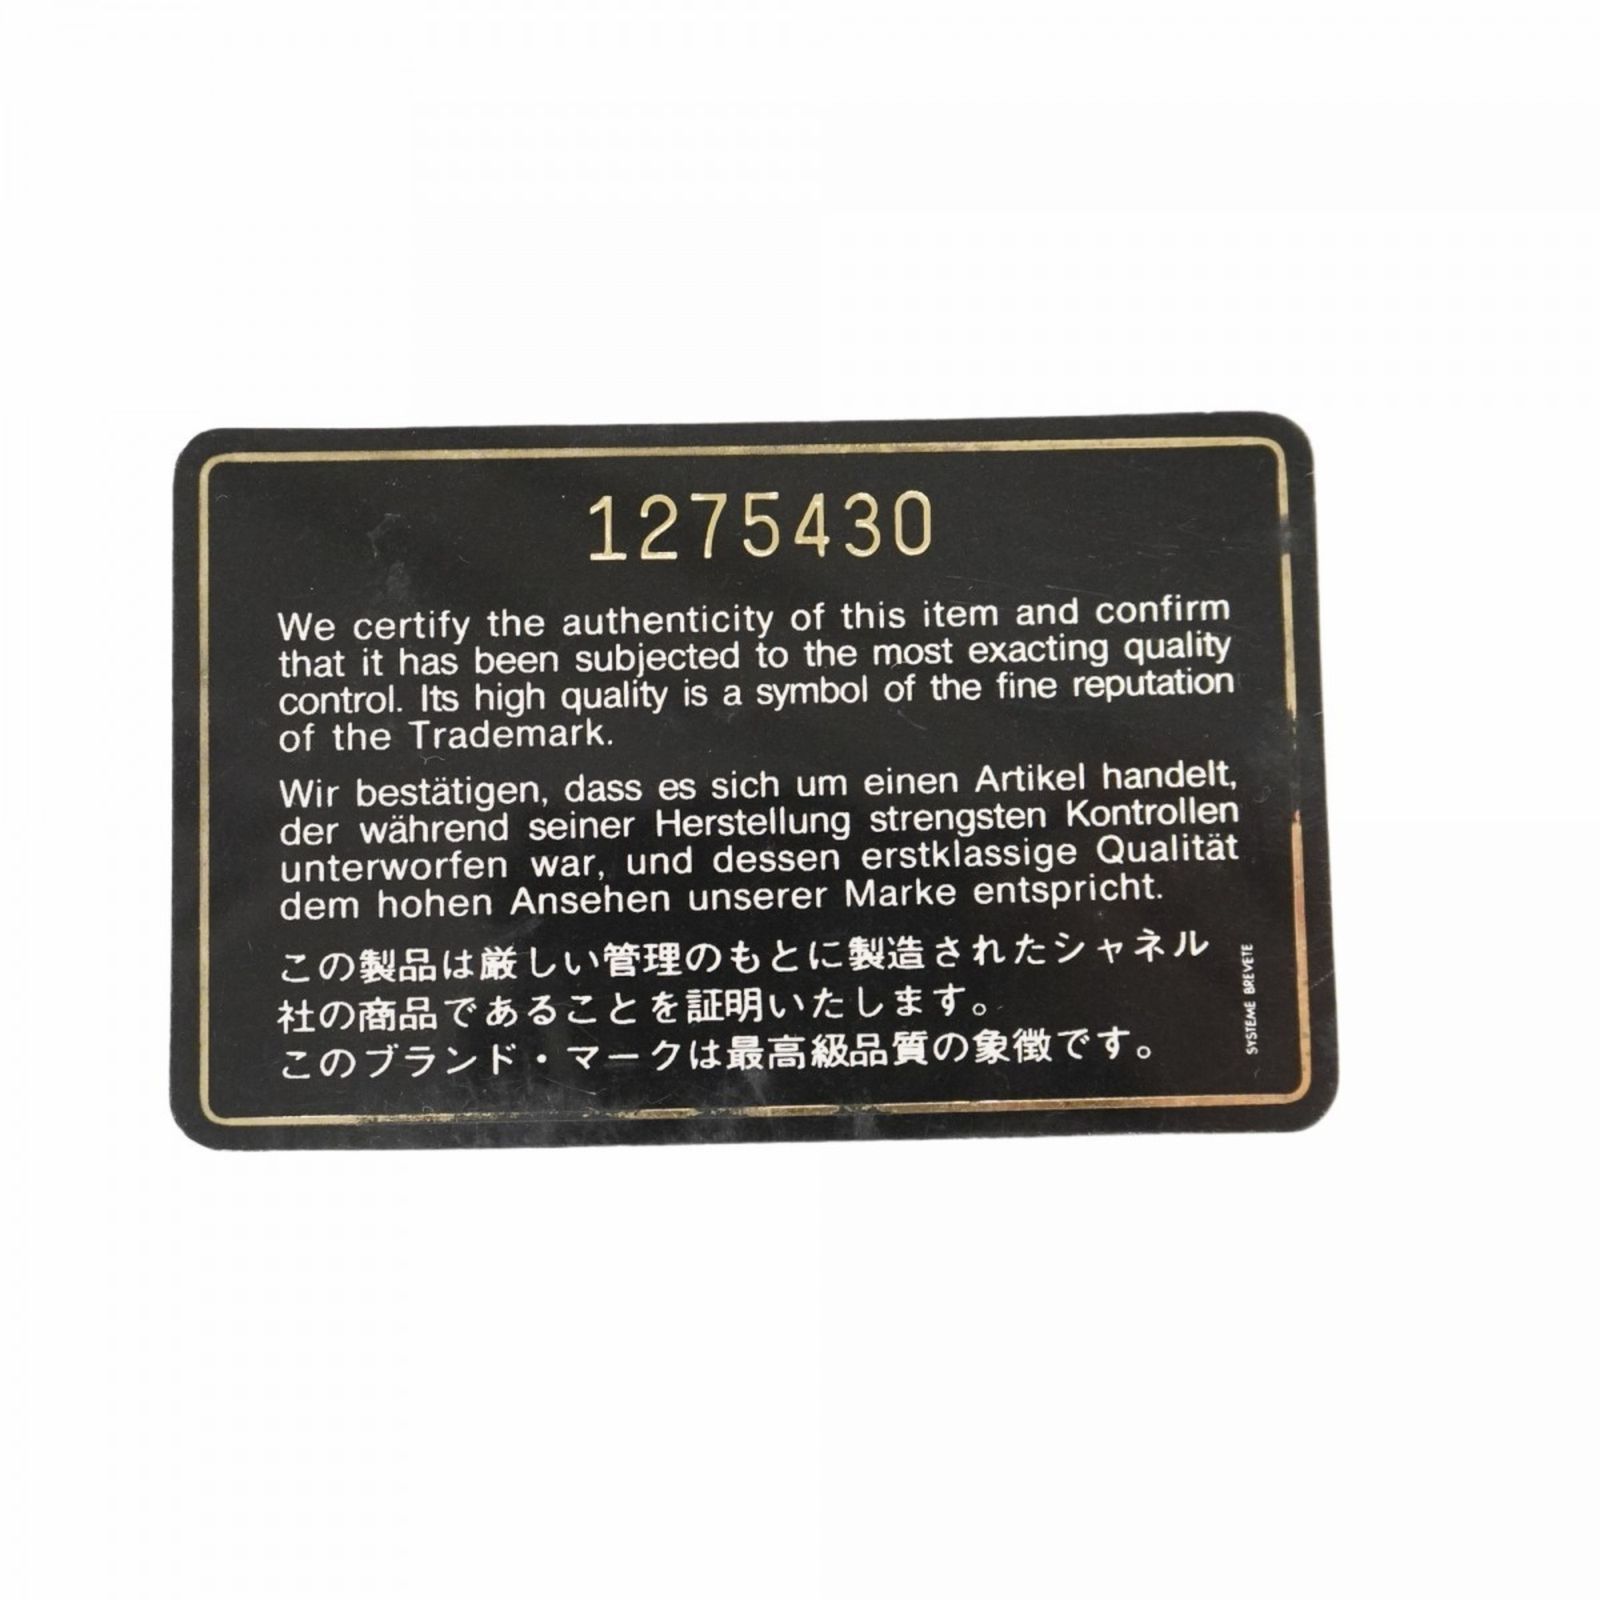 1275430
We certify the authenticity of this item and confirm
that it has been subjected to the most exacting quality
control. Its high quality is a symbol of the fine reputation
of the Trademark.
Wir bestätigen, dass es sich um einen Artikel handelt,
der während seiner Herstellung strengsten Kontrollen
unterworfen war, und dessen erstklassige Qualität
dem hohen Ansehen unserer Marke entspricht.
この製品は厳しい管理のもとに製造されたシャネル
社の商品であることを証明いたします。
このブランド・マークは最高級品質の象徴です。
SYSTEME BREVETE